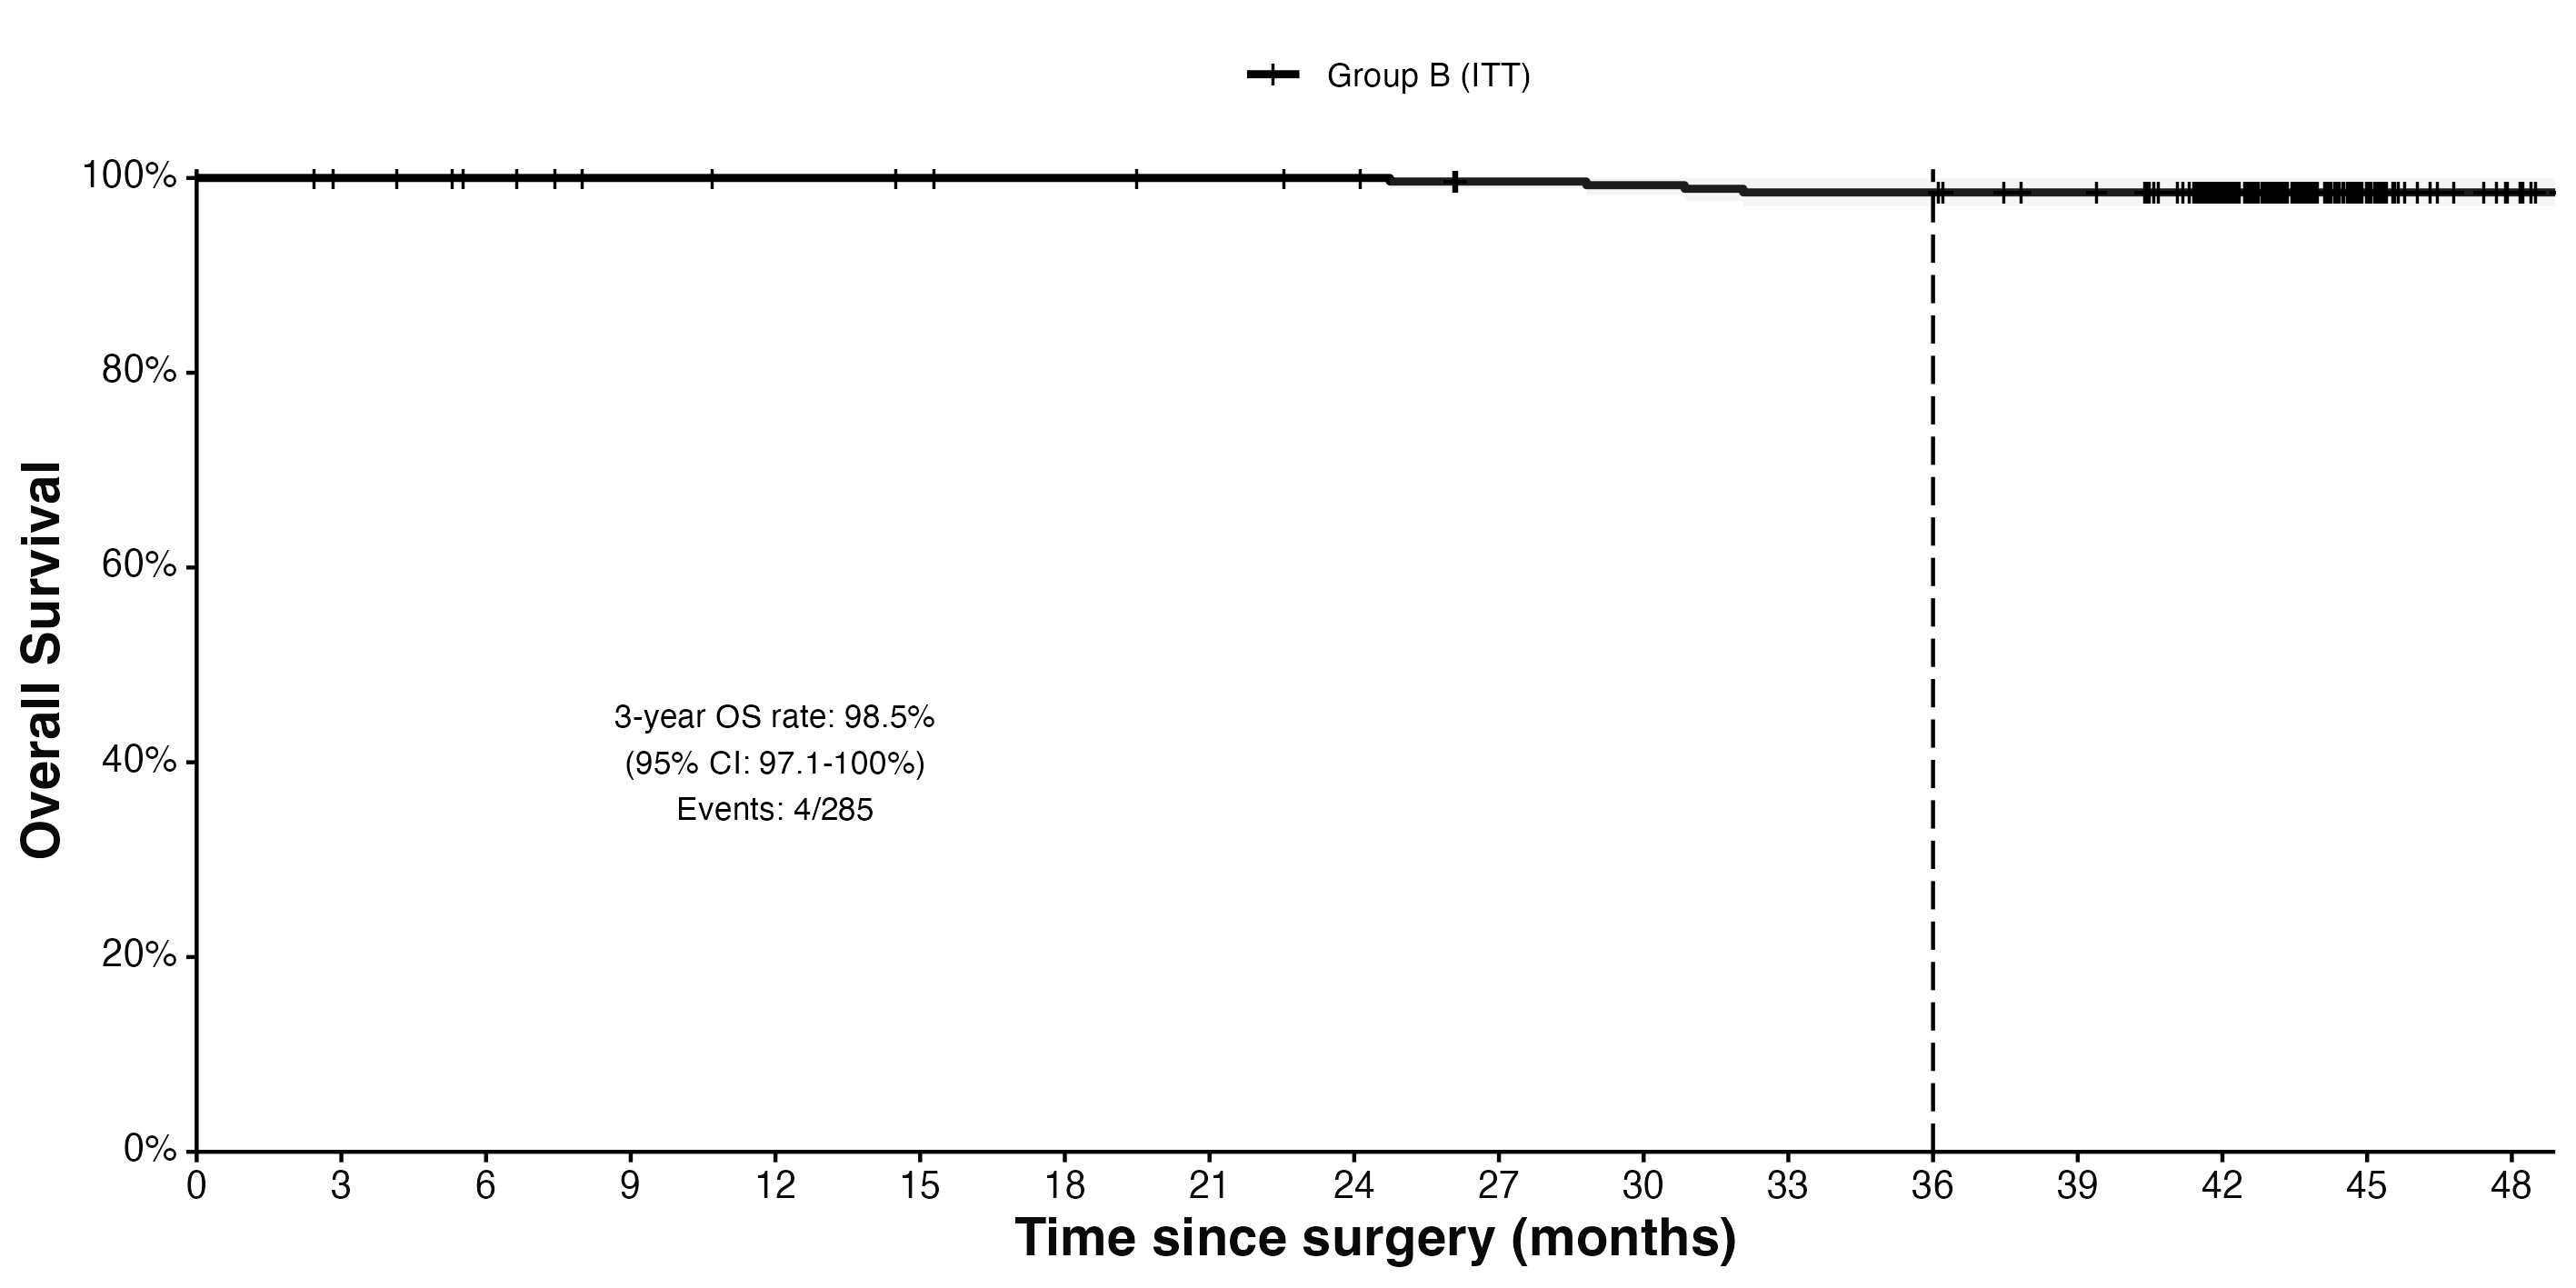 Group B (ITT)
100%
80%
60%
40%
20%
0%
Overall Survival
3-year OS rate: 98.5%
(95% CI: 97.1-100%)
Events: 4/285
0 3 6 9 12 15 18 21 24 27 30 33 36 39 42 45 48
Time since surgery (months)